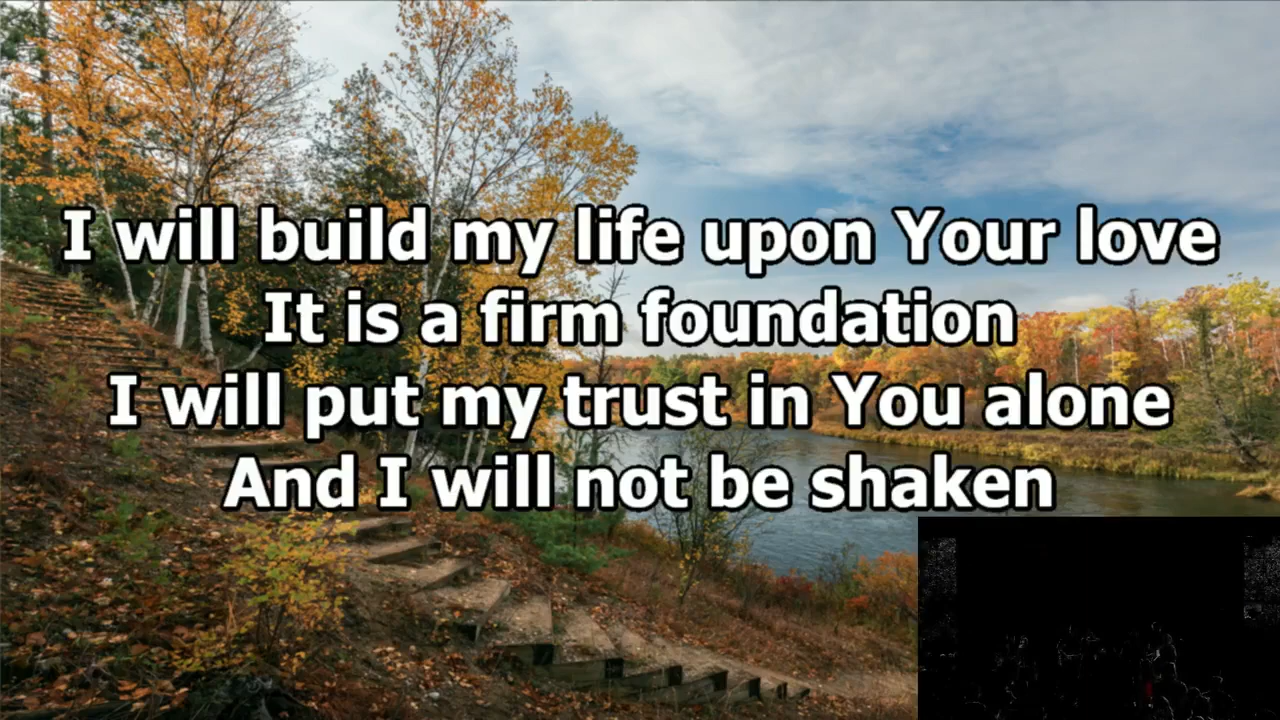 I will build my life upon Your love
It is a firm foundation
I will put my trust in You alone
And I will not be shaken